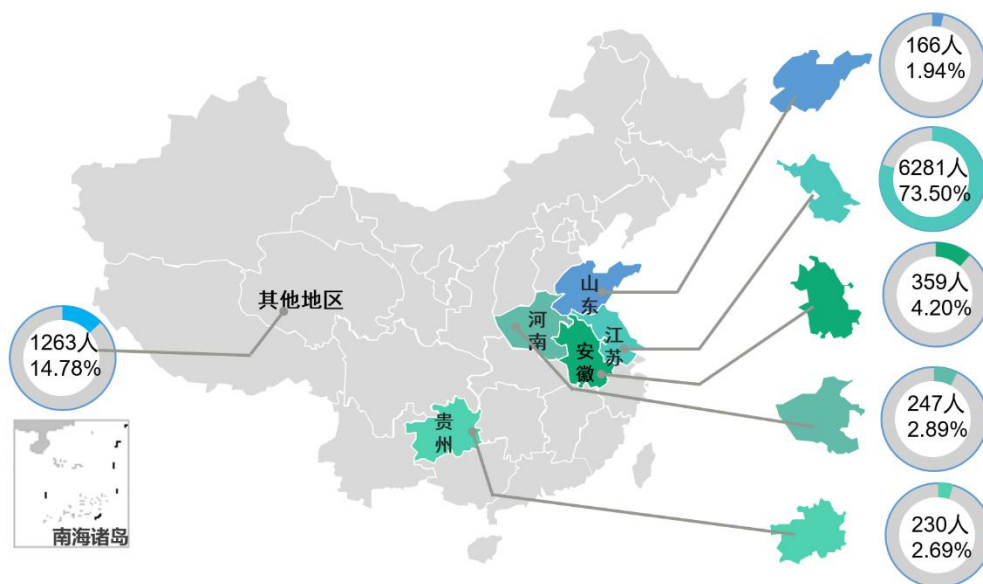 166人
1.94%
6281人
73.50%
359人
4.20%
247人
2.89%
230人
2.69%
1263人
14.78%
其他地区
山
东
河
南
江
苏
安
徽
贵
州
南海诸岛